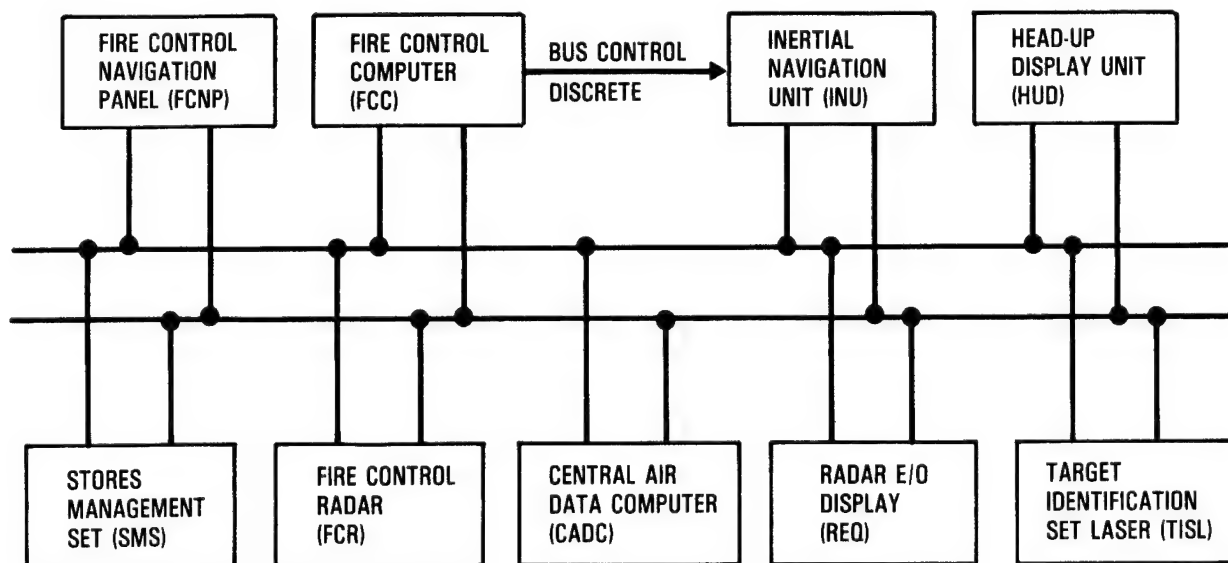 FIRE CONTROL
NAVIGATION
PANEL (FCNP)
FIRE CONTROL
COMPUTER
(FCC)
BUS CONTROL
DISCRETE
INERTIAL
NAVIGATION
UNIT (INU)
HEAD-UP
DISPLAY UNIT
(HUD)
STORES
MANAGEMENT
SET (SMS)
FIRE CONTROL
RADAR
(FCR)
CENTRAL AIR
DATA COMPUTER
(CADC)
RADAR E/O
DISPLAY
(REO)
TARGET
IDENTIFICATION
SET LASER (TISL)